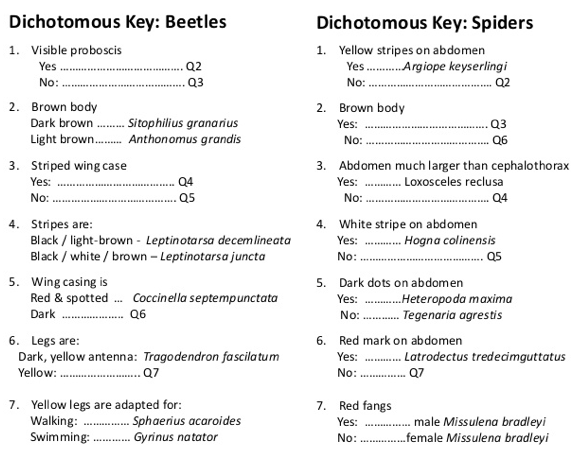 Dichotomous Key: Beetles
1. Visible proboscis
Yes ........................................ Q2
No: ........................................ Q3
2. Brown body
Dark brown ......... Sitophilius granarius
Light brown......... Anthonomus grandis
3. Striped wing case
Yes: ...................................... Q4
No: ........................................ Q5
4. Stripes are:
Black / light-brown - Leptinotarsa decemlineata
Black / white / brown – Leptinotarsa juncta
5. Wing casing is
Red & spotted ... Coccinella septempunctata
Dark .................... Q6
6. Legs are:
Dark, yellow antenna: Tragodendron fascilatum
Yellow: .......................... Q7
7. Yellow legs are adapted for:
Walking: ............... Sphaerius acaroides
Swimming: ............ Gyrinus natator
Dichotomous Key: Spiders
1. Yellow stripes on abdomen
Yes ............Argiope keyserlingi
No: ........................................ Q2
2. Brown body
Yes: ........................................ Q3
No: ........................................ Q6
3. Abdomen much larger than cephalothorax
Yes: ............ Loxosceles reclusa
No: ........................................ Q4
4. White stripe on abdomen
Yes: ............ Hogna colinensis
No: ........................................ Q5
5. Dark dots on abdomen
Yes: ............Heteropoda maxima
No: ............ Tegenaria agrestis
6. Red mark on abdomen
Yes: ............ Latrodectus tredecimguttatus
No: ............... Q7
7. Red fangs
Yes: ............... male Missulena bradleyi
No: ...............female Missulena bradleyi